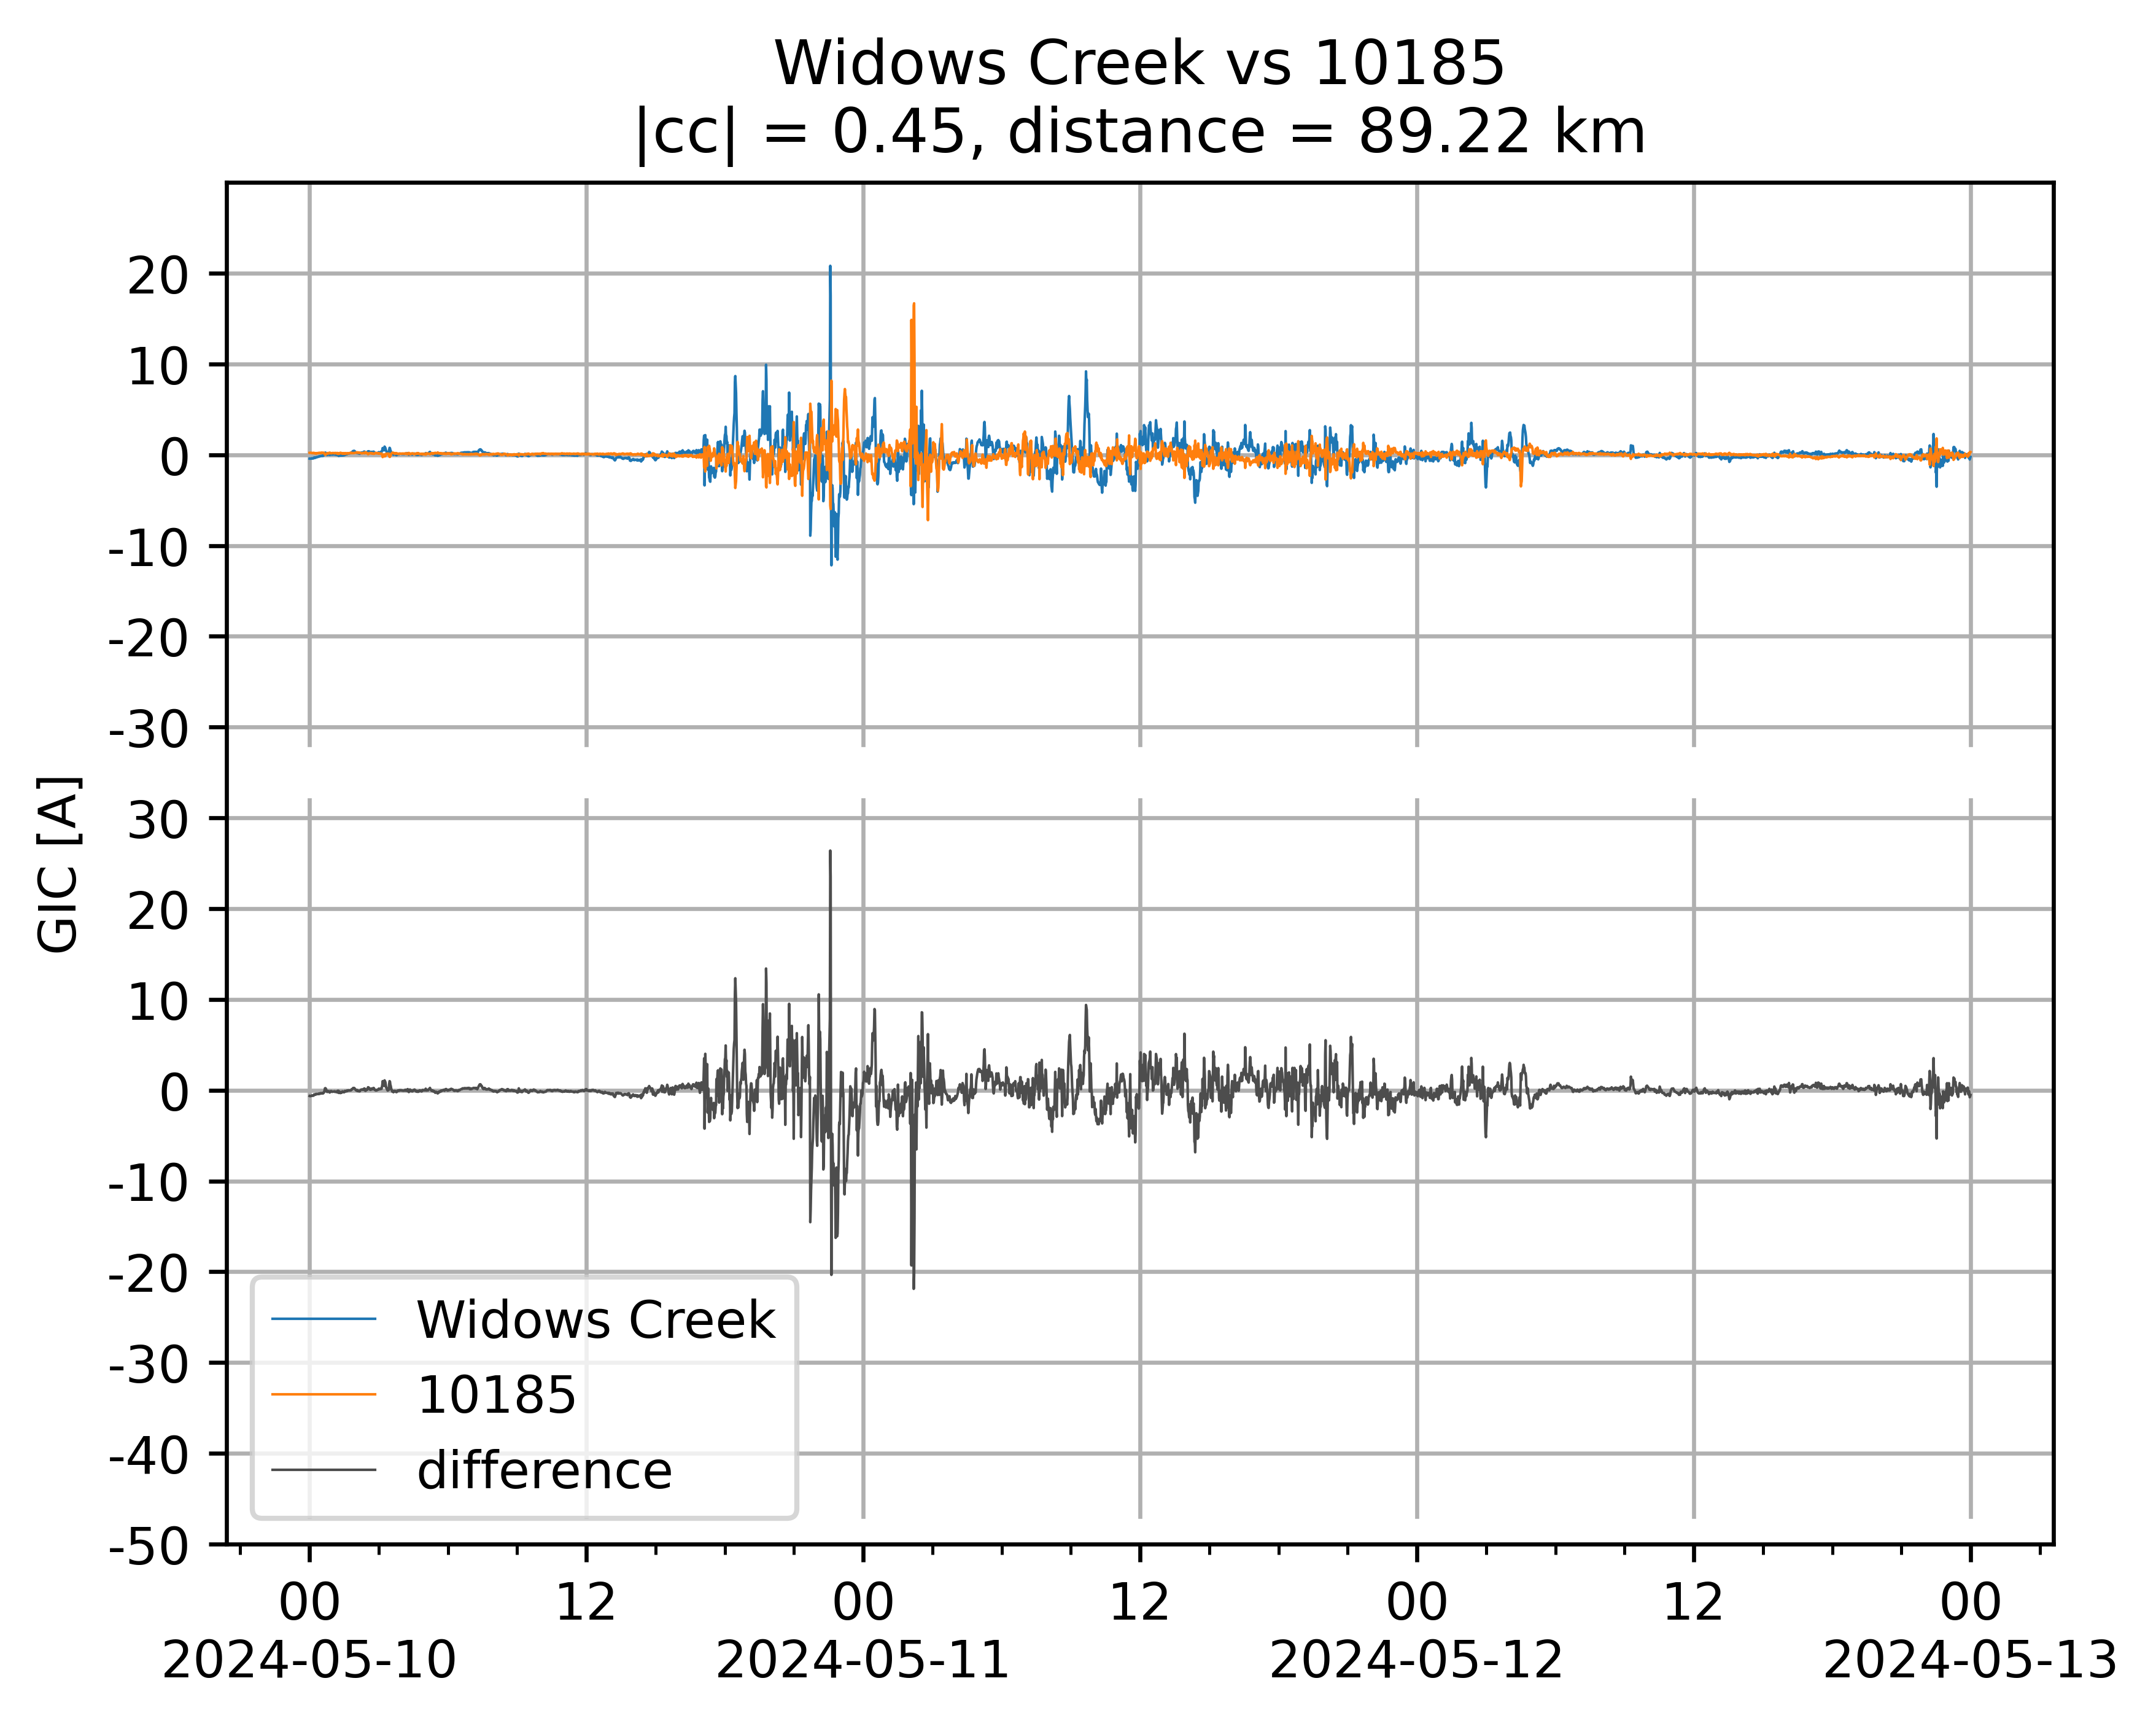 Widows Creek vs 10185
|cc| = 0.45, distance = 89.22 km
GIC [A]
20
10
0
-10
-20
-30
30
20
10
0
-10
-20
-30
-40
-50
Widows Creek
10185
difference
00 12 00 12 00 12 00
2024-05-10 2024-05-11 2024-05-12 2024-05-13